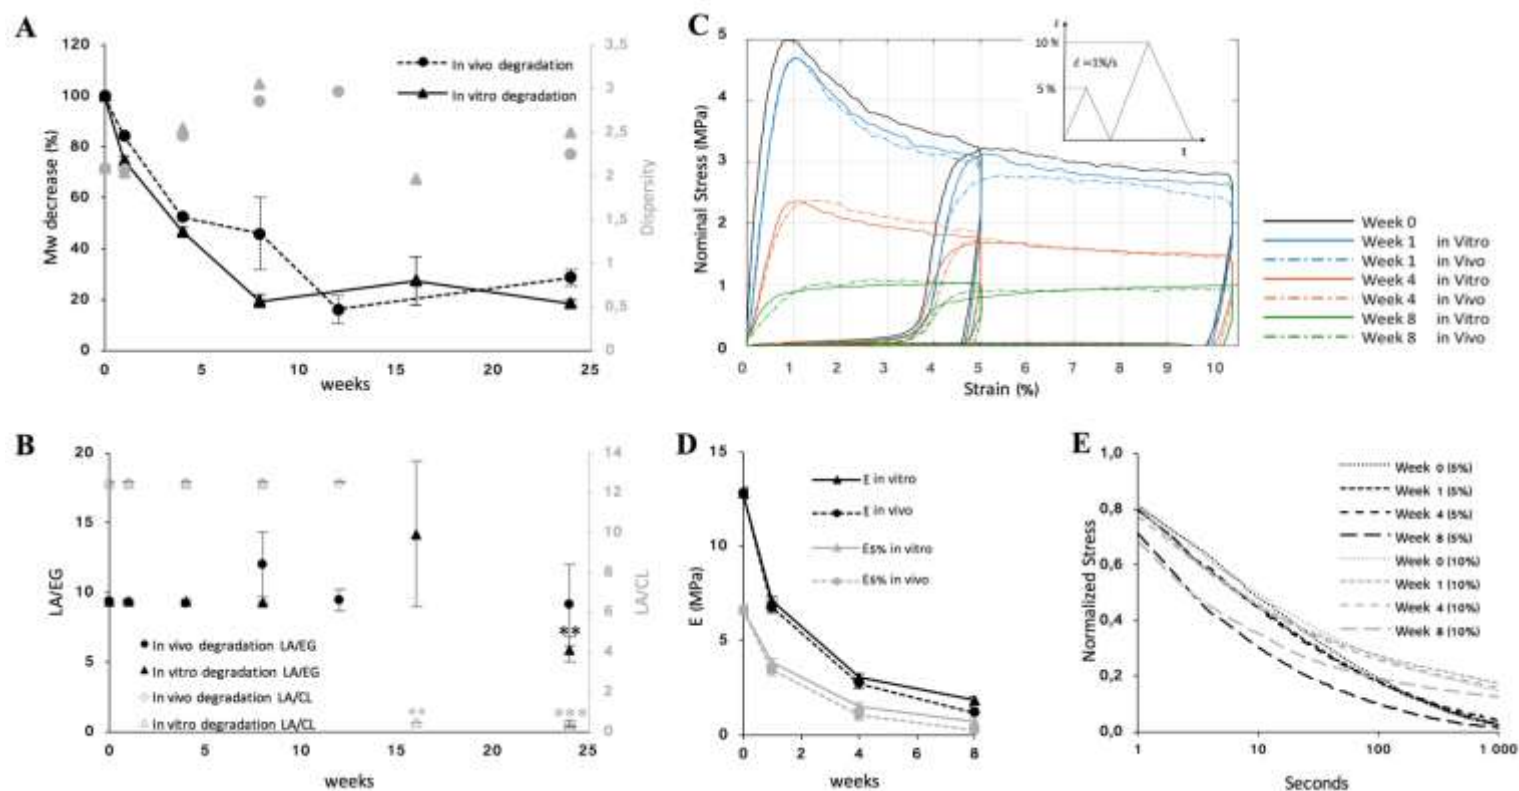 A
120
100
80
60
40
20
0
Mw decrease (%)
3,5
3
2,5
2
1,5
1
0,5
0
Dispersity
In vivo degradation
In vitro degradation
0 5 10 15 20 25
weeks
C
5
4
3
2
1
0
Nominal Stress (MPa)
10 %
5 %
=1%/s
t
0 1 2 3 4 5 6 7 8 9 10
Strain (%)
Week 0
Week 1 in Vitro
Week 1 in Vivo
Week 4 in Vitro
Week 4 in Vivo
Week 8 in Vitro
Week 8 in Vivo
B
20
15
10
5
0
LA/EG
14
12
10
8
6
4
2
0
LA/CL
In vivo degradation LA/EG
In vitro degradation LA/EG
In vivo degradation LA/CL
In vitro degradation LA/CL
**
**
***
0 5 10 15 20 25
weeks
D
15
10
5
0
E (MPa)
E in vitro
E in vivo
E5% in vitro
E5% in vivo
0 2 4 6 8
weeks
E
1,0
0,8
0,6
0,4
0,2
0,0
Normalized Stress
Week 0 (5%)
Week 1 (5%)
Week 4 (5%)
Week 8 (5%)
Week 0 (10%)
Week 1 (10%)
Week 4 (10%)
Week 8 (10%)
1 10 100 1 000
Seconds